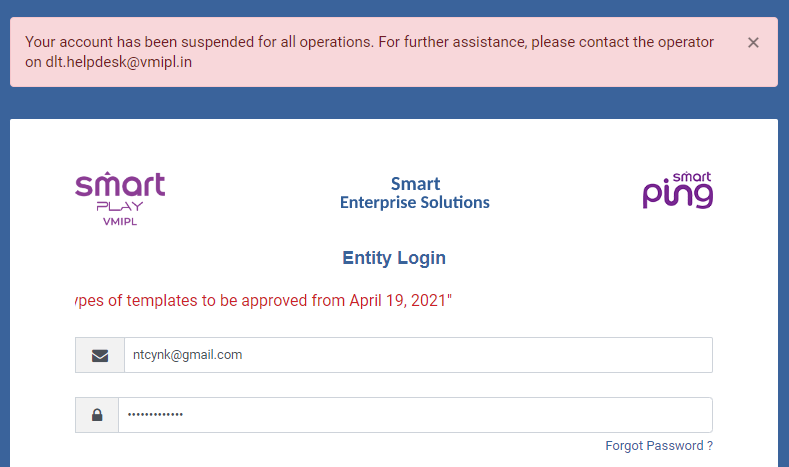 Your account has been suspended for all operations. For further assistance, please contact the operator
on dlt.helpdesk@vmipl.in
smart
PLAY
VMIPL
Smart
Enterprise Solutions
smart
ping
Entity Login
ypes of templates to be approved from April 19, 2021"
ntcynk@gmail.com
•••••••••••••
Forgot Password ?